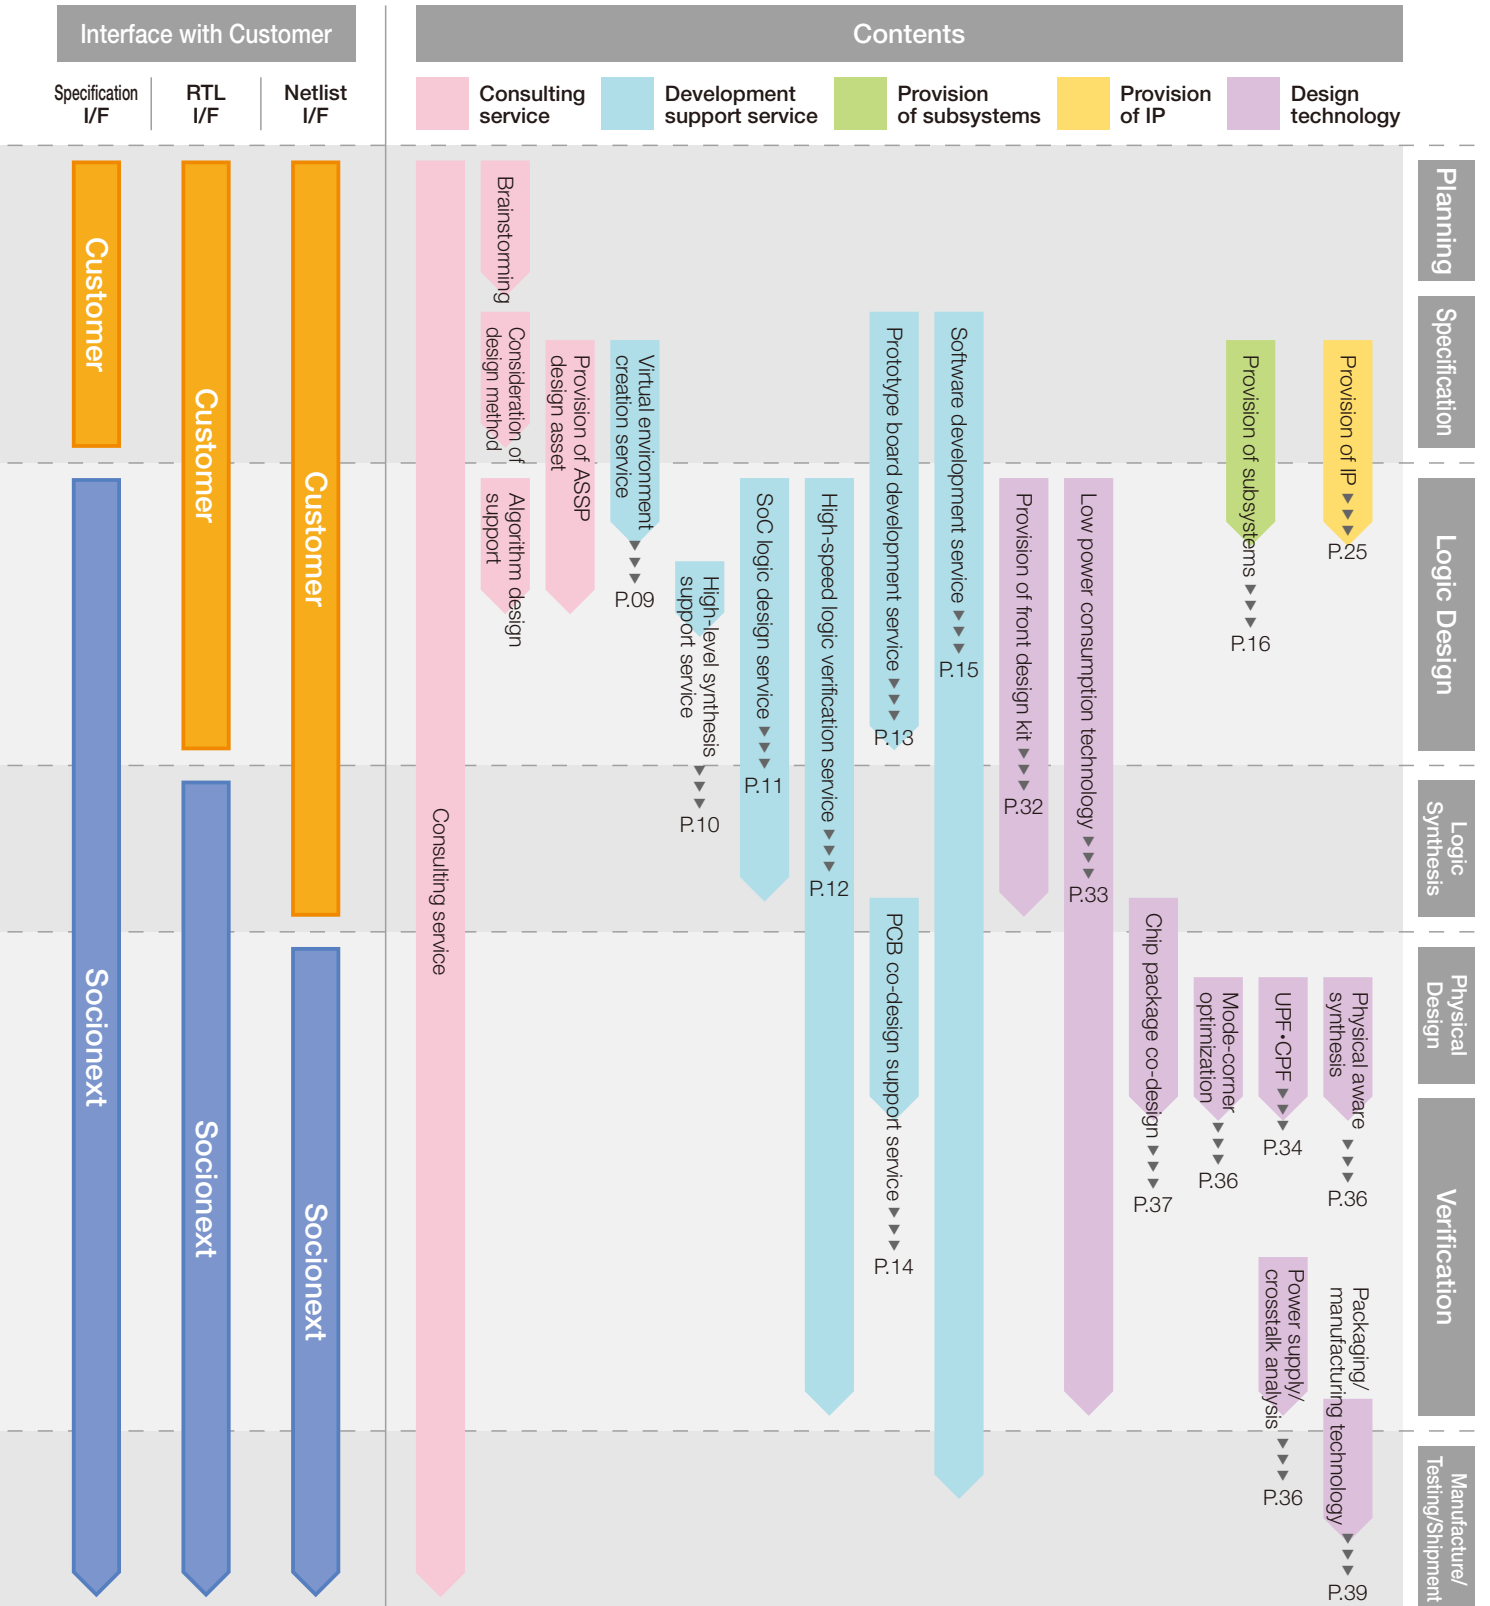 Interface with Customer
Contents
Specification
I/F
RTL
I/F
Netlist
I/F
Consulting
service
Development
support service
Provision
of subsystems
Provision
of IP
Design
technology
Customer
Socionext
Customer
Socionext
Customer
Socionext
Consulting service
Brainstorming
Consideration of
design method
Algorithm design
support
Provision of ASSP
design asset
Virtual environment
creation service ▶▶▶
P.09
High-level synthesis
support service ▶▶▶
P.10
SoC logic design service ▶▶▶
P.11
High-speed logic verification service ▶▶▶
P.12
Prototype board development service ▶▶▶
P.13
PCB co-design support service ▶▶▶
P.14
Software development service ▶▶▶
P.15
Provision of front design kit ▶▶▶
P.32
Low power consumption technology ▶▶▶
P.33
Chip package co-design ▶▶▶
P.37
Mode-corner
optimization ▶▶▶
P.36
Provision of subsystems ▶▶▶
P.16
UPF•CPF ▶▶▶
P.34
Power supply/
crosstalk analysis ▶▶▶
P.36
Provision of IP ▶▶▶
P.25
Physical aware
synthesis ▶▶▶
P.36
Packaging/
manufacturing technology ▶▶▶
P.39
Planning
Specification
Logic Design
Logic
Synthesis
Physical
Design
Verification
Manufacture/
Testing/Shipment